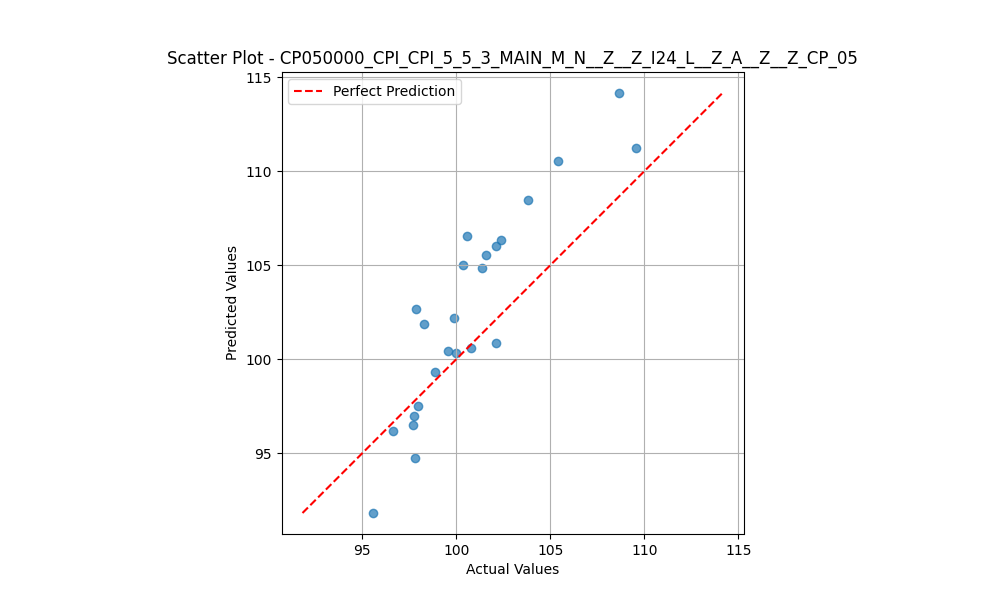 Scatter Plot - CP050000_CPI_CPI_5_5_3_MAIN_M_N__Z__Z_I24_L__Z_A__Z__Z_CP_05
Perfect Prediction
Predicted Values
115
110
105
100
95
95 100 105 110 115
Actual Values